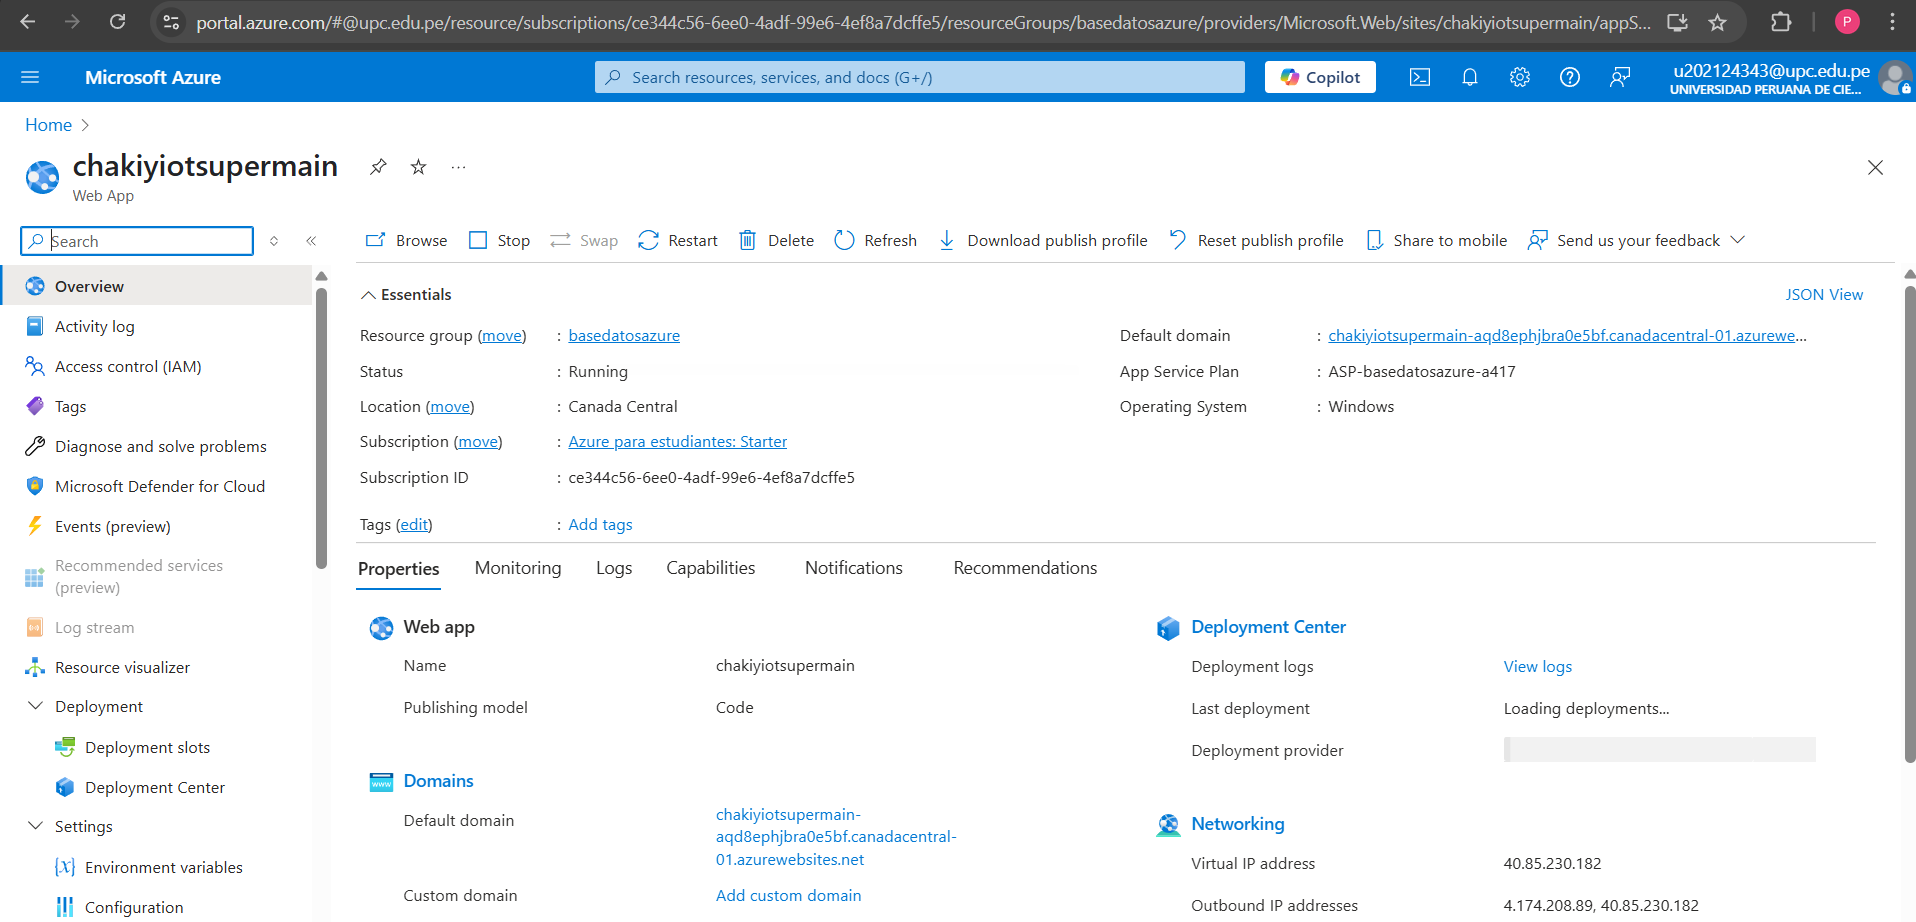 portal.azure.com/#@upc.edu.pe/resource/subscriptions/ce344c56-6ee0-4adf-99e6-4ef8a7dcffe5/resourceGroups/basedatosazure/providers/Microsoft.Web/sites/chakiyiotsupermain/appS...
P
Microsoft Azure
Search resources, services, and docs (G+/)
Copilot
u202124343@upc.edu.pe
UNIVERSIDAD PERUANA DE CIE...
Home
chakiyiotsupermain
Web App
Search
Browse
Stop
Swap
Restart
Delete
Refresh
Download publish profile
Reset publish profile
Share to mobile
Send us your feedback
Overview
Activity log
Access control (IAM)
Tags
Diagnose and solve problems
Microsoft Defender for Cloud
Events (preview)
Recommended services
(preview)
Log stream
Resource visualizer
Deployment
Deployment slots
Deployment Center
Settings
Environment variables
Configuration
Essentials
JSON View
Resource group (move) : basedatosazure
Status : Running
Location (move) : Canada Central
Subscription (move) : Azure para estudiantes: Starter
Subscription ID : ce344c56-6ee0-4adf-99e6-4ef8a7dcffe5
Tags (edit) : Add tags
Default domain : chakiyiotsupermain-aqd8ephjbra0e5bf.canadacentral-01.azurewe...
App Service Plan : ASP-basedatosazure-a417
Operating System : Windows
Properties
Monitoring
Logs
Capabilities
Notifications
Recommendations
Web app
Name chakiyiotsupermain
Publishing model Code
Domains
Default domain chakiyiotsupermain-
aqd8ephjbra0e5bf.canadacentral-
01.azurewebsites.net
Custom domain Add custom domain
Deployment Center
Deployment logs View logs
Last deployment Loading deployments...
Deployment provider
Networking
Virtual IP address 40.85.230.182
Outbound IP addresses 4.174.208.89, 40.85.230.182